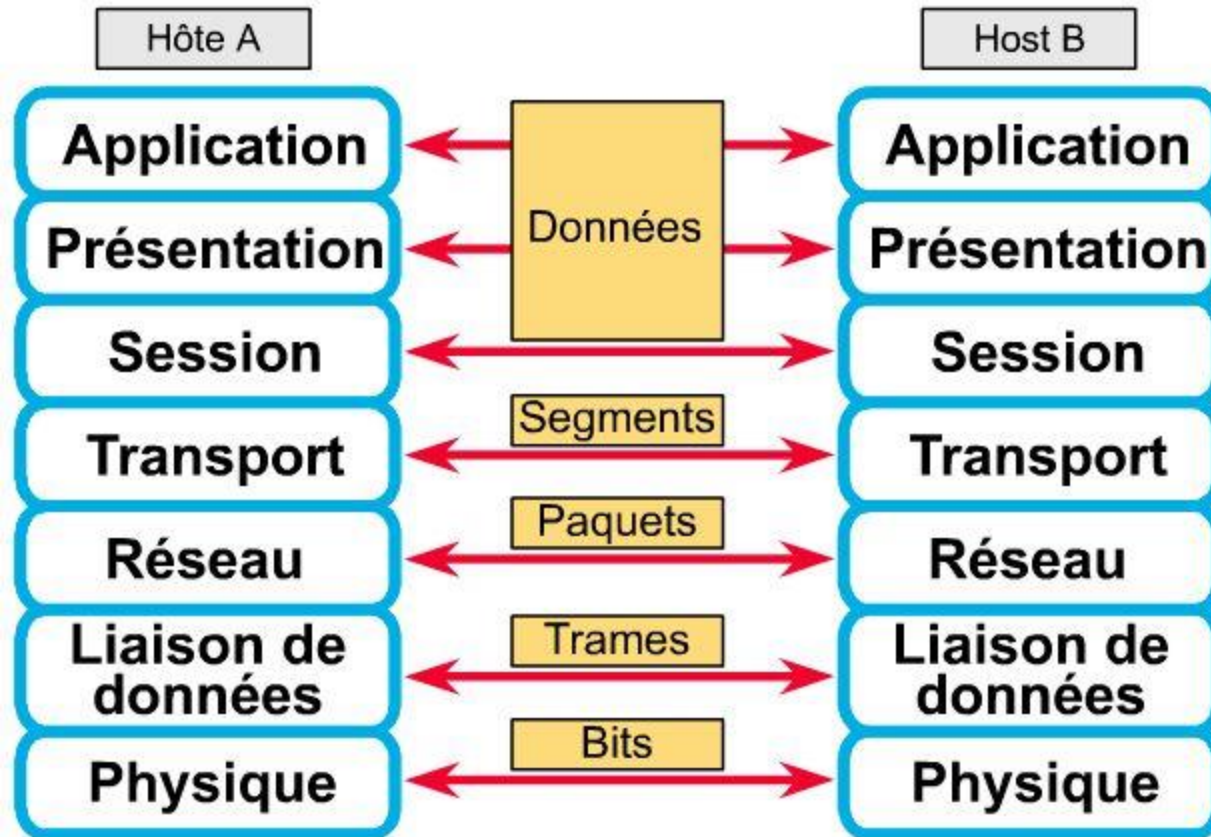 Hôte A
Host B
Application
Application
Données
Présentation
Présentation
Session
Session
Segments
Transport
Transport
Paquets
Réseau
Réseau
Trames
Liaison de
données
Liaison de
données
Bits
Physique
Physique